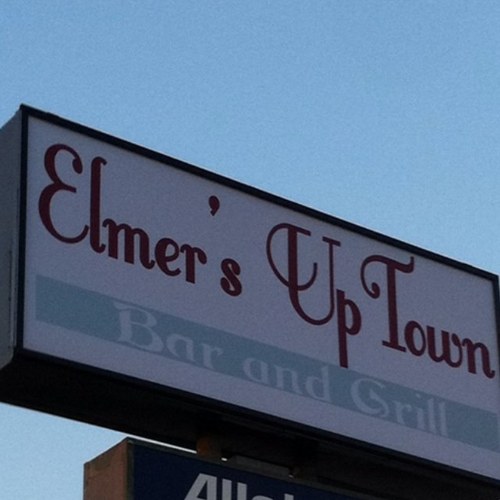 Elmer's Up Town
Bar and Grill